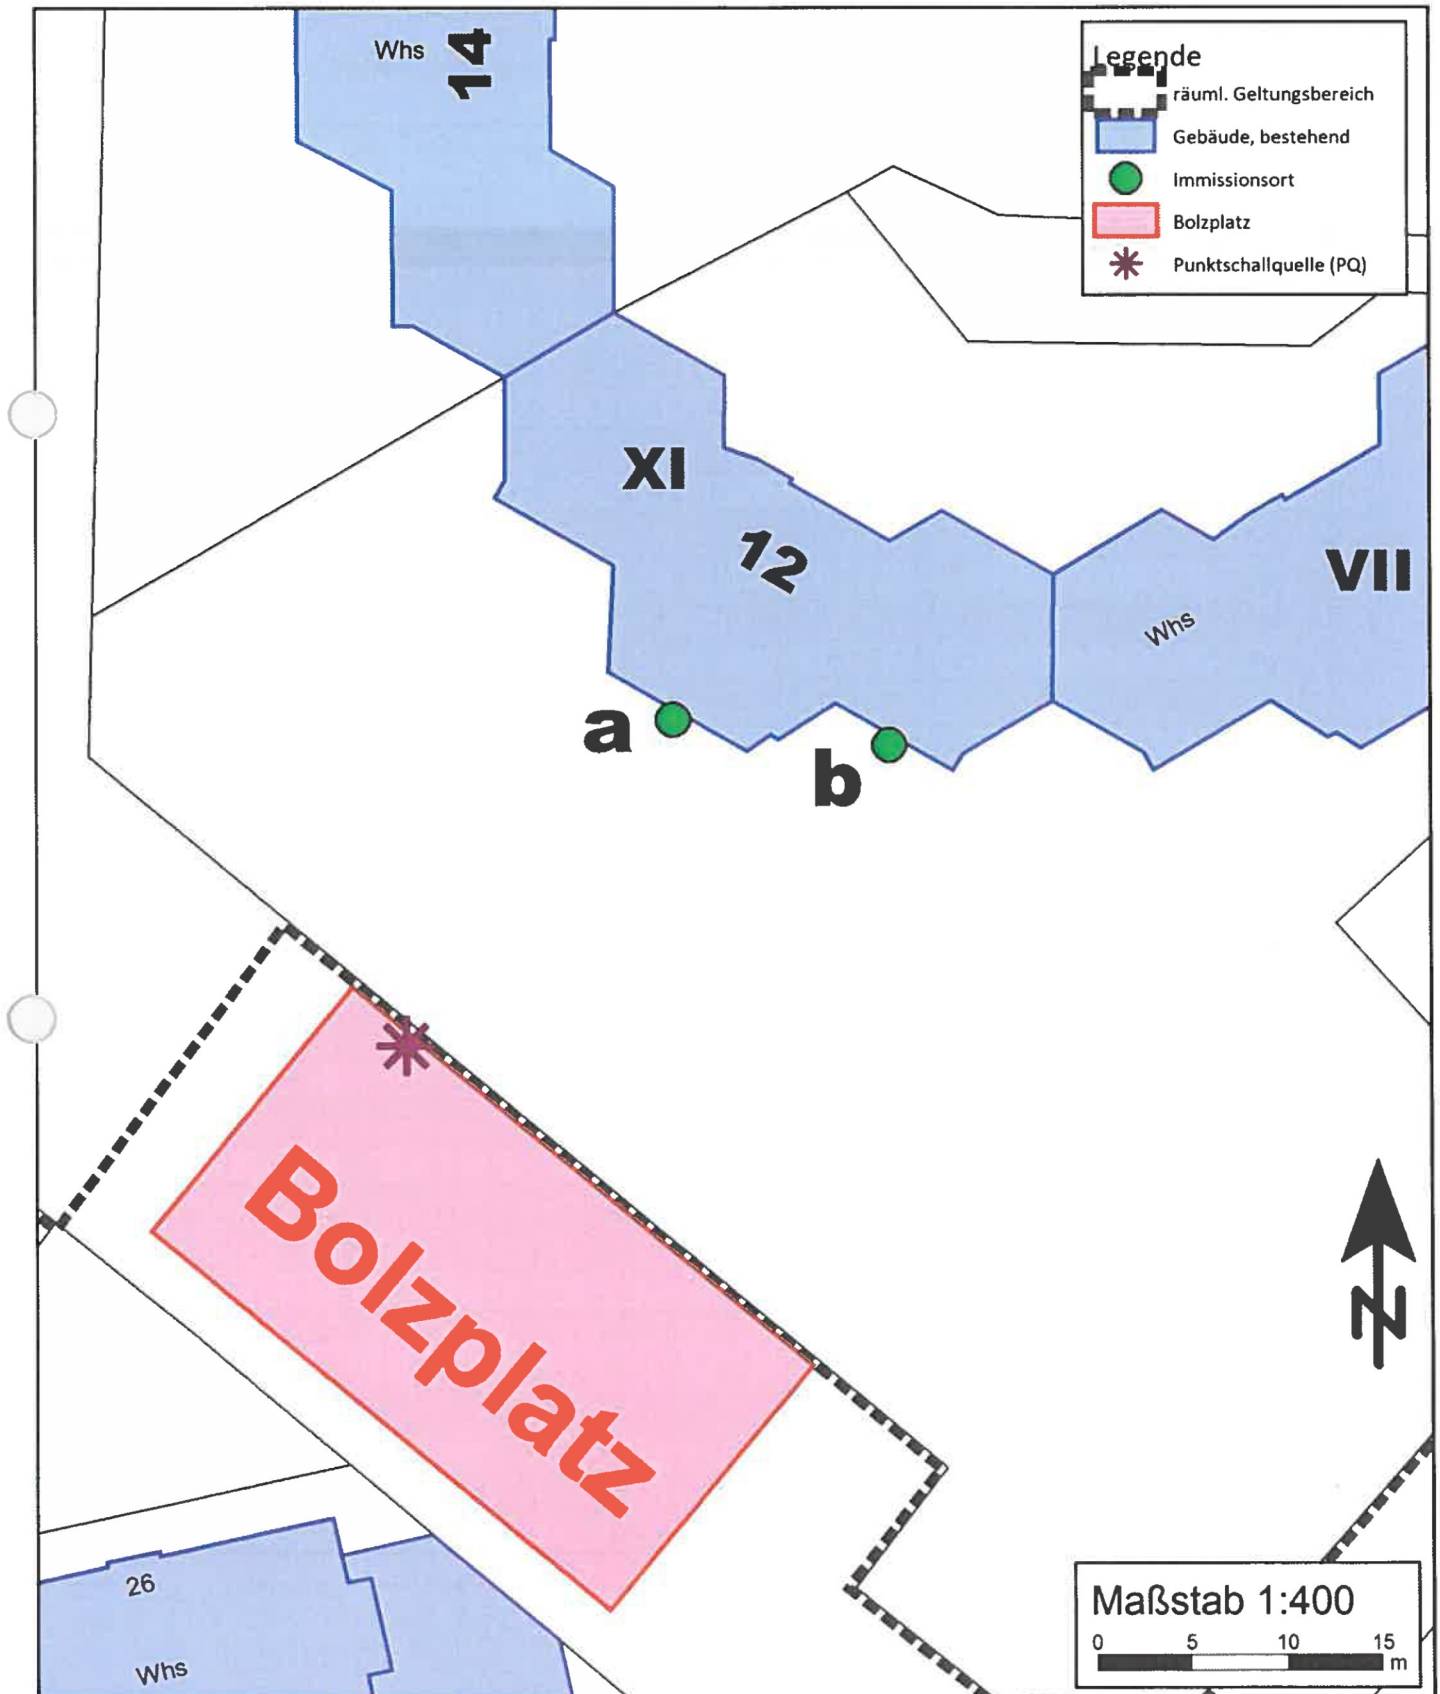 Whs
14
Legende
räuml. Geltungsbereich
Gebäude, bestehend
Immissionsort
Bolzplatz
Punktschallquelle (PQ)
XI
12
VII
Whs
a
b
Bolzplatz
N
26
Whs
Maßstab 1:400
0 5 10 15
m